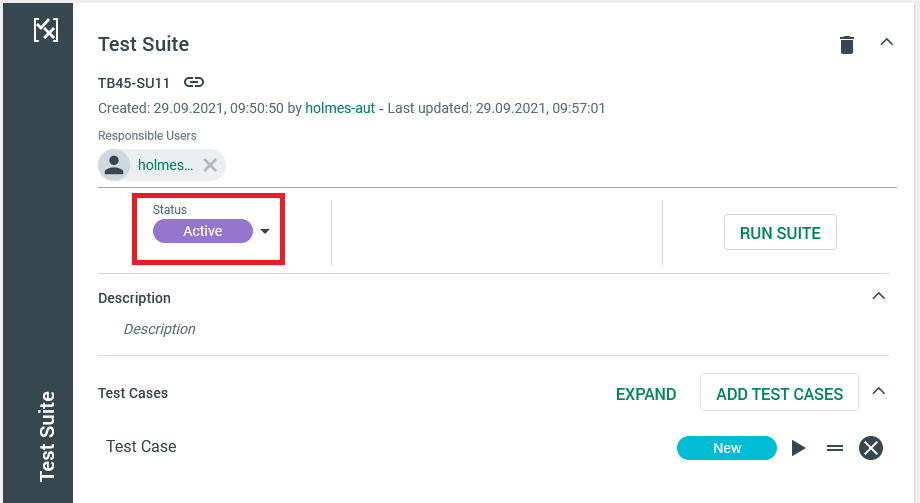 Test Suite
TB45-SU11
Created: 29.09.2021, 09:50:50 by holmes-aut - Last updated: 29.09.2021, 09:57:01
Responsible Users
holmes...
Status
Active
RUN SUITE
Description
Description
Test Cases EXPAND ADD TEST CASES
Test Case New
Test Suite